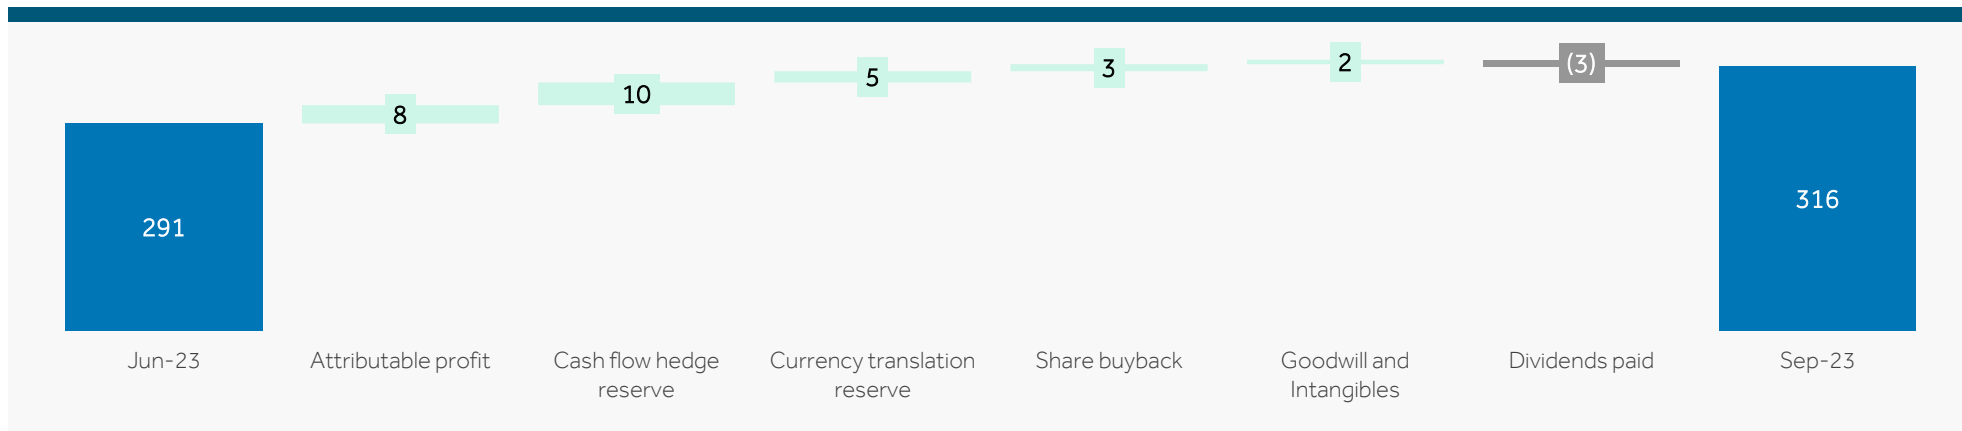 291
8
10
5
3
2
(3)
316
Jun-23
Attributable profit
Cash flow hedge
reserve
Currency translation
reserve
Share buyback
Goodwill and
Intangibles
Dividends paid
Sep-23